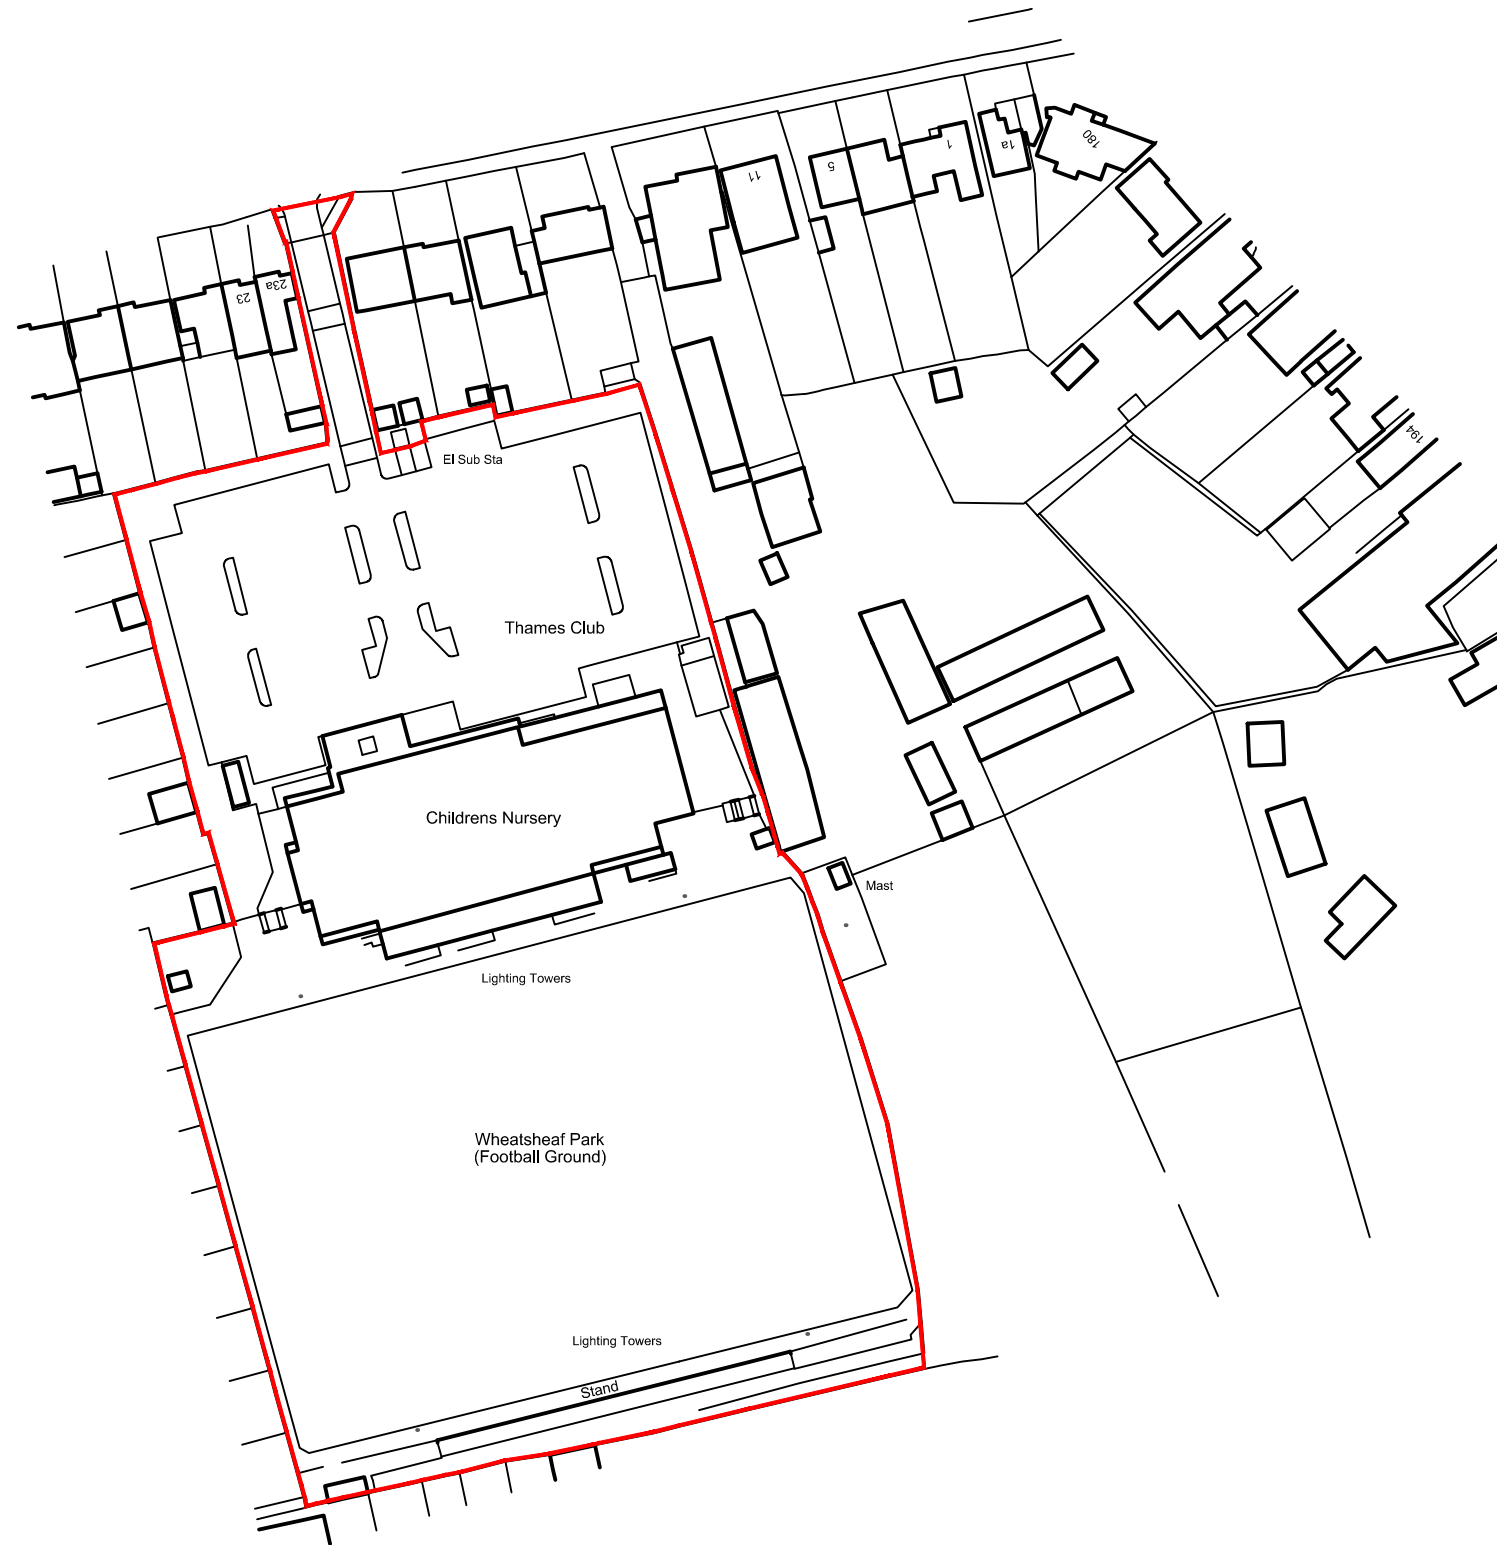 180
1a
1
5
11
23a
23
194
El Sub Sta
Thames Club
Childrens Nursery
Mast
Lighting Towers
Wheatsheaf Park
(Football Ground)
Lighting Towers
Stand